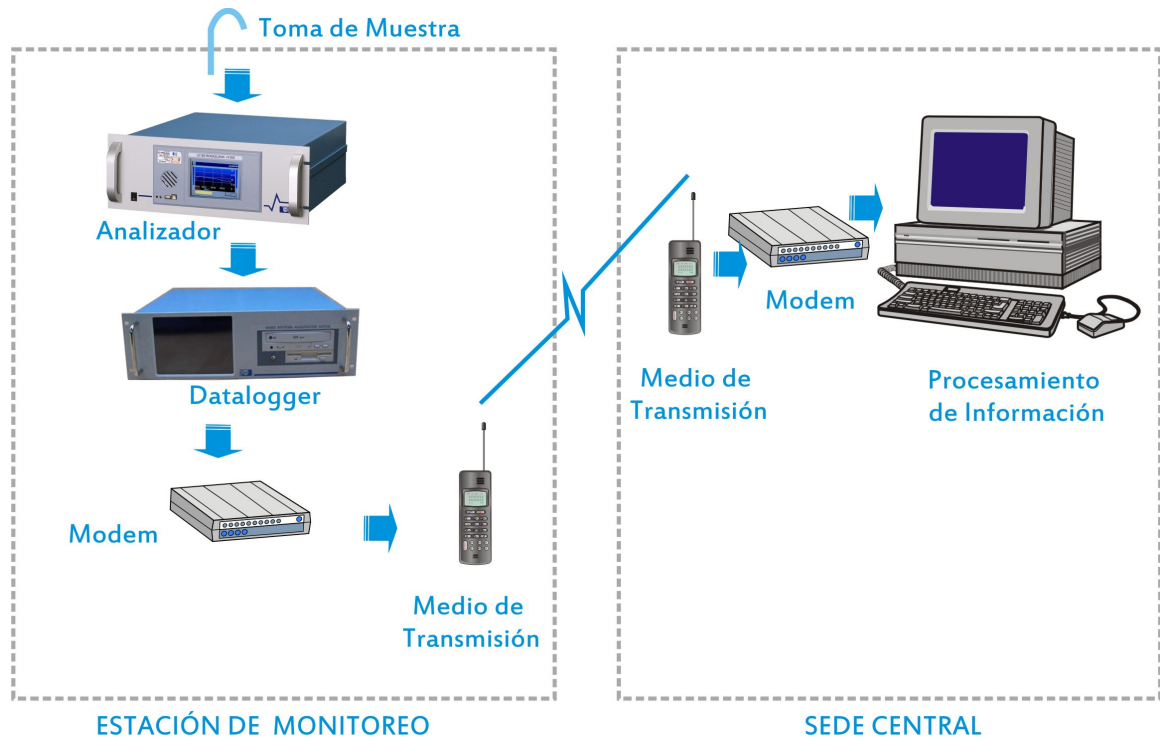 Toma de Muestra
Analizador
Datalogger
Modem
Medio de
Transmisión
ESTACIÓN DE MONITOREO
Medio de
Transmisión
Modem
Procesamiento
de Información
SEDE CENTRAL